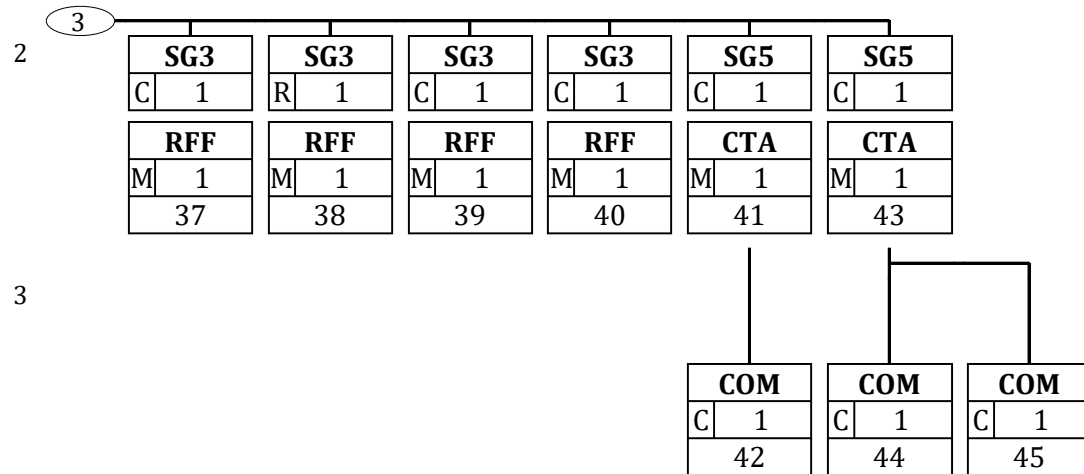 3
2
SG3 SG3 SG3 SG3 SG5 SG5
C 1 R 1 C 1 C 1 C 1 C 1
RFF RFF RFF RFF CTA CTA
M 1 M 1 M 1 M 1 M 1 M 1
37 38 39 40 41 43
3
COM COM COM
C 1 C 1 C 1
42 44 45